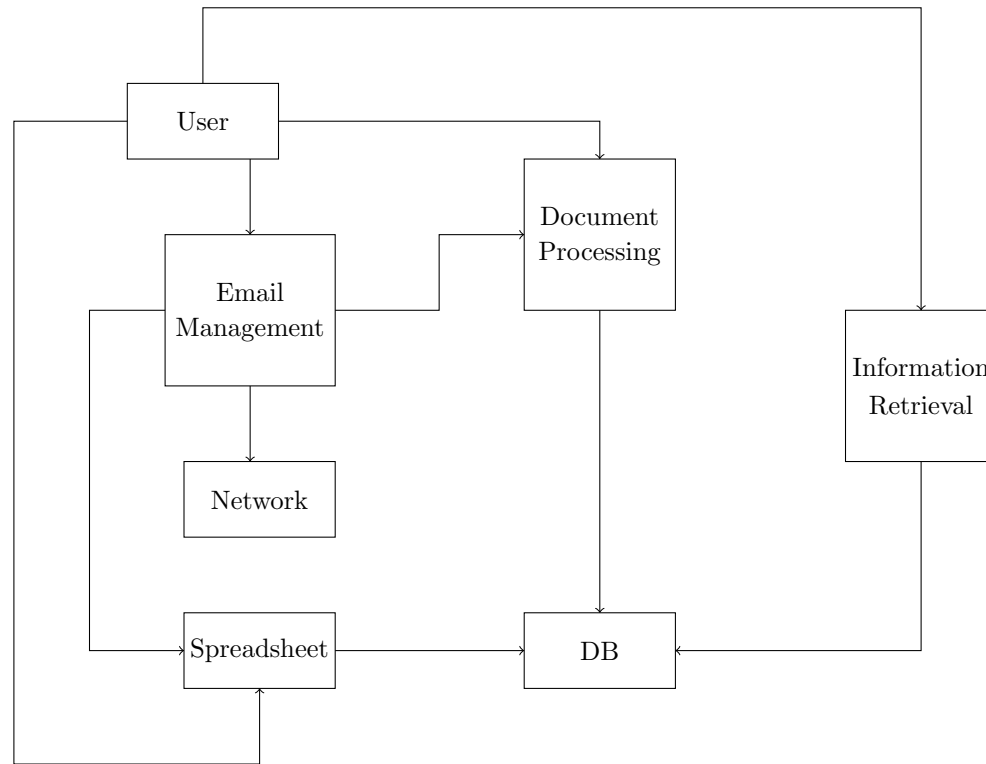 User
Document
Processing
Email
Management
Information
Retrieval
Network
Spreadsheet
DB